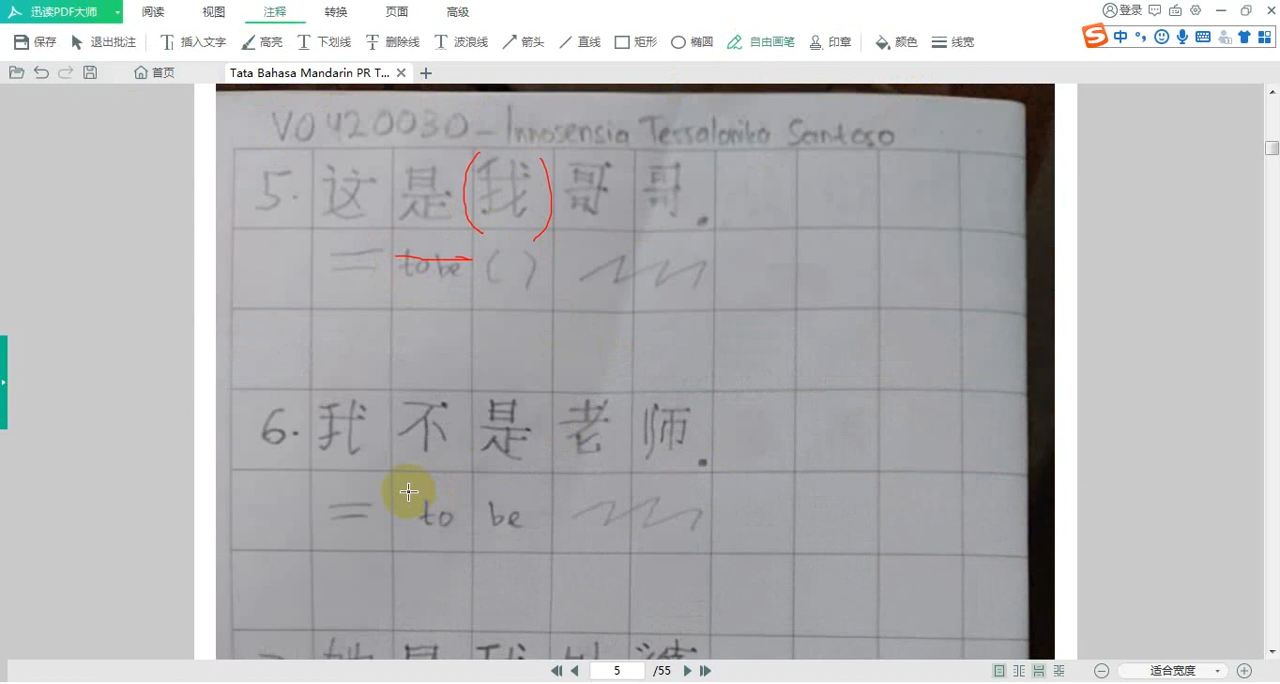 迅读PDF大师 阅读 视图 注释 转换 页面 高级 登录
保存 退出批注 插入文字 高亮 下划线 删除线 波浪线 箭头 直线 矩形 椭圆 自由画笔 印章 颜色 线宽 中
首页 Tata Bahasa Mandarin PR T...
V0420030 - Innosensia Tessalonika Santoso
5. 这是(我)哥哥.
= to be ( )
6. 我不是老师.
= to be
5 /55 适合宽度